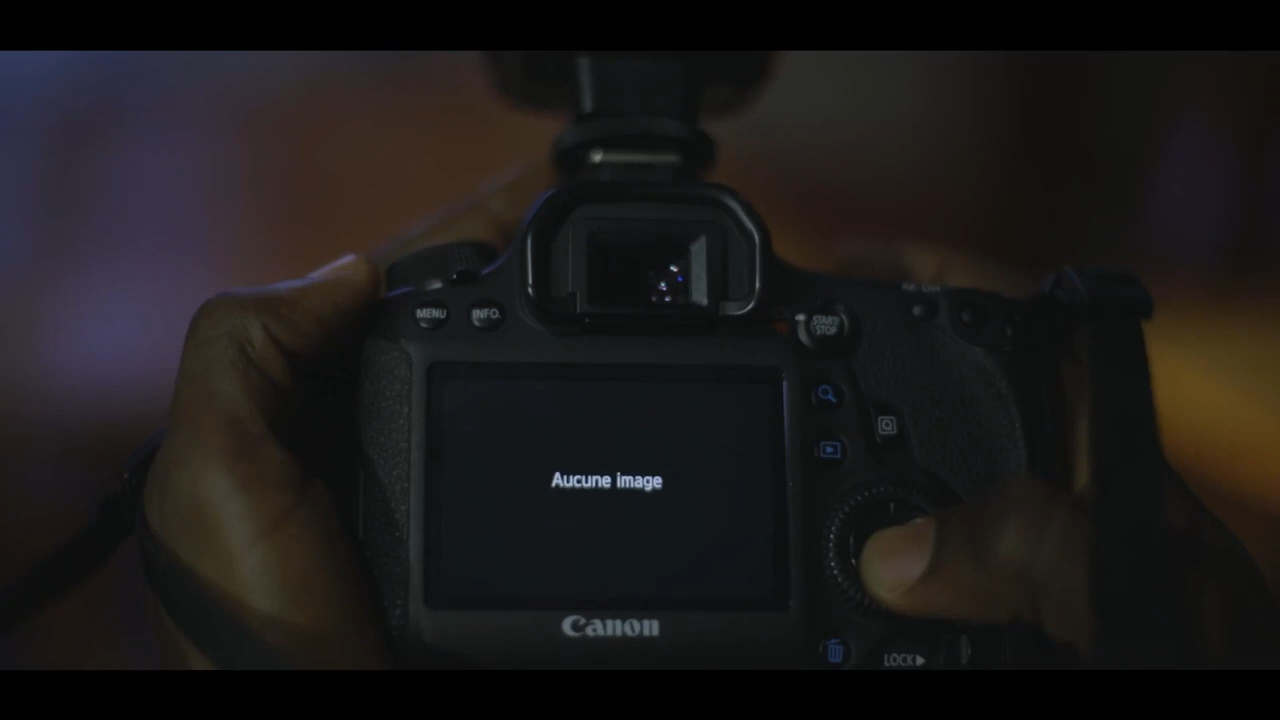 MENU
INFO.
START/
STOP
Q
Aucune image
Canon
LOCK